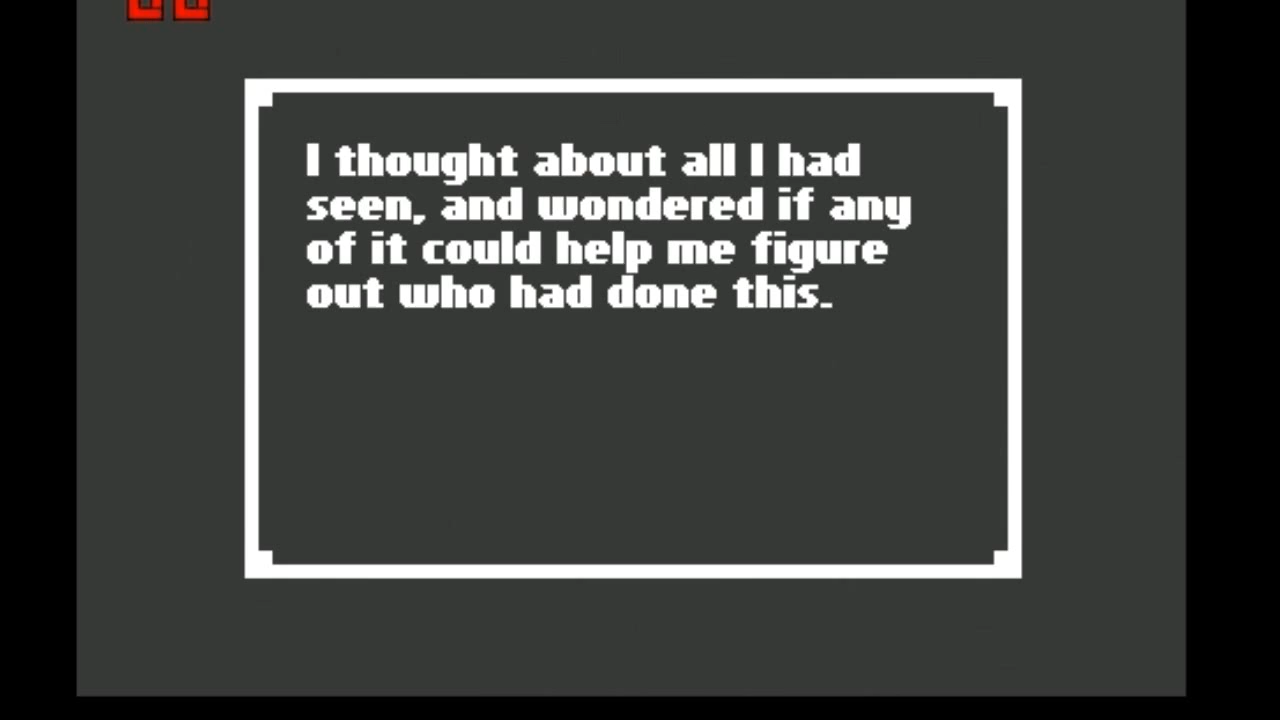 I thought about all I had
seen, and wondered if any
of it could help me figure
out who had done this.